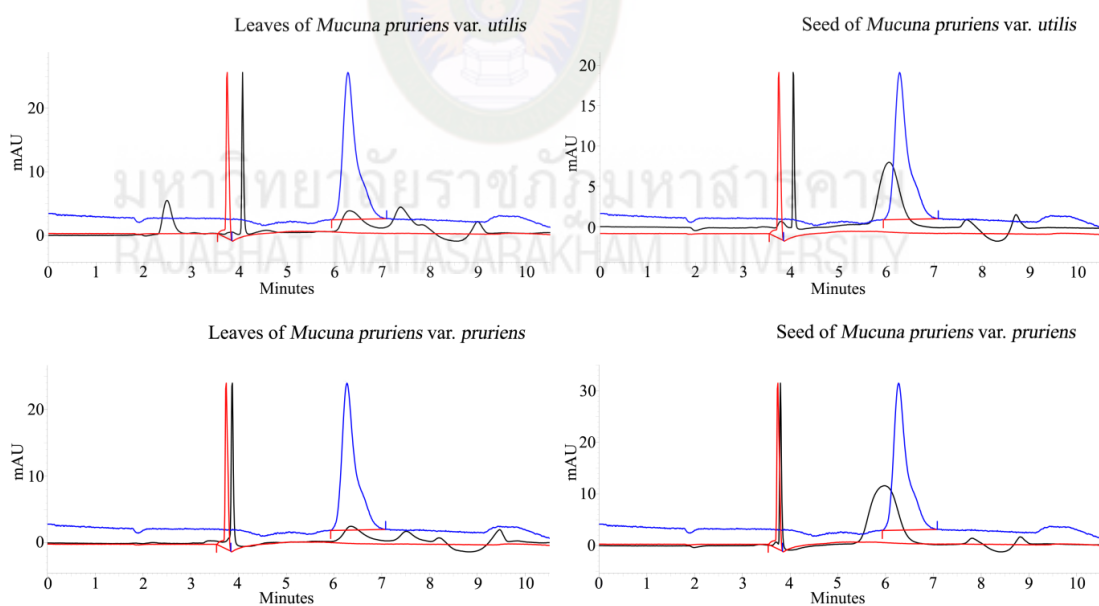 Leaves of Mucuna pruriens var. utilis
mAU
20
10
0
0 1 2 3 4 5 6 7 8 9 10
Minutes
Seed of Mucuna pruriens var. utilis
mAU
20
15
10
5
0
0 1 2 3 4 5 6 7 8 9 10
Minutes
มหาวิทยาลัยราชภัฏมหาสารคาม
RAJABHAT MAHASARAKHAM UNIVERSITY
Leaves of Mucuna pruriens var. pruriens
mAU
20
10
0
0 1 2 3 4 5 6 7 8 9 10
Minutes
Seed of Mucuna pruriens var. pruriens
mAU
30
20
10
0
0 1 2 3 4 5 6 7 8 9 10
Minutes